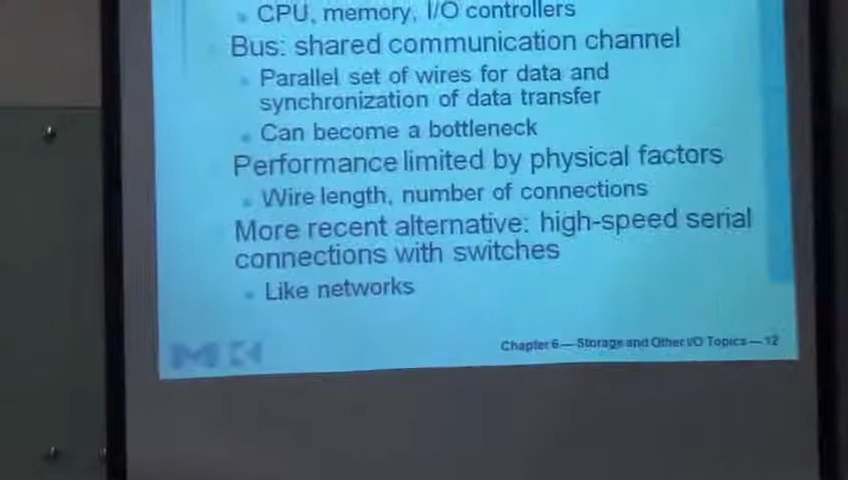 CPU, memory, I/O controllers
Bus: shared communication channel
Parallel set of wires for data and
synchronization of data transfer
Can become a bottleneck
Performance limited by physical factors
Wire length, number of connections
More recent alternative: high-speed serial
connections with switches
Like networks
Chapter 6 — Storage and Other I/O Topics — 12